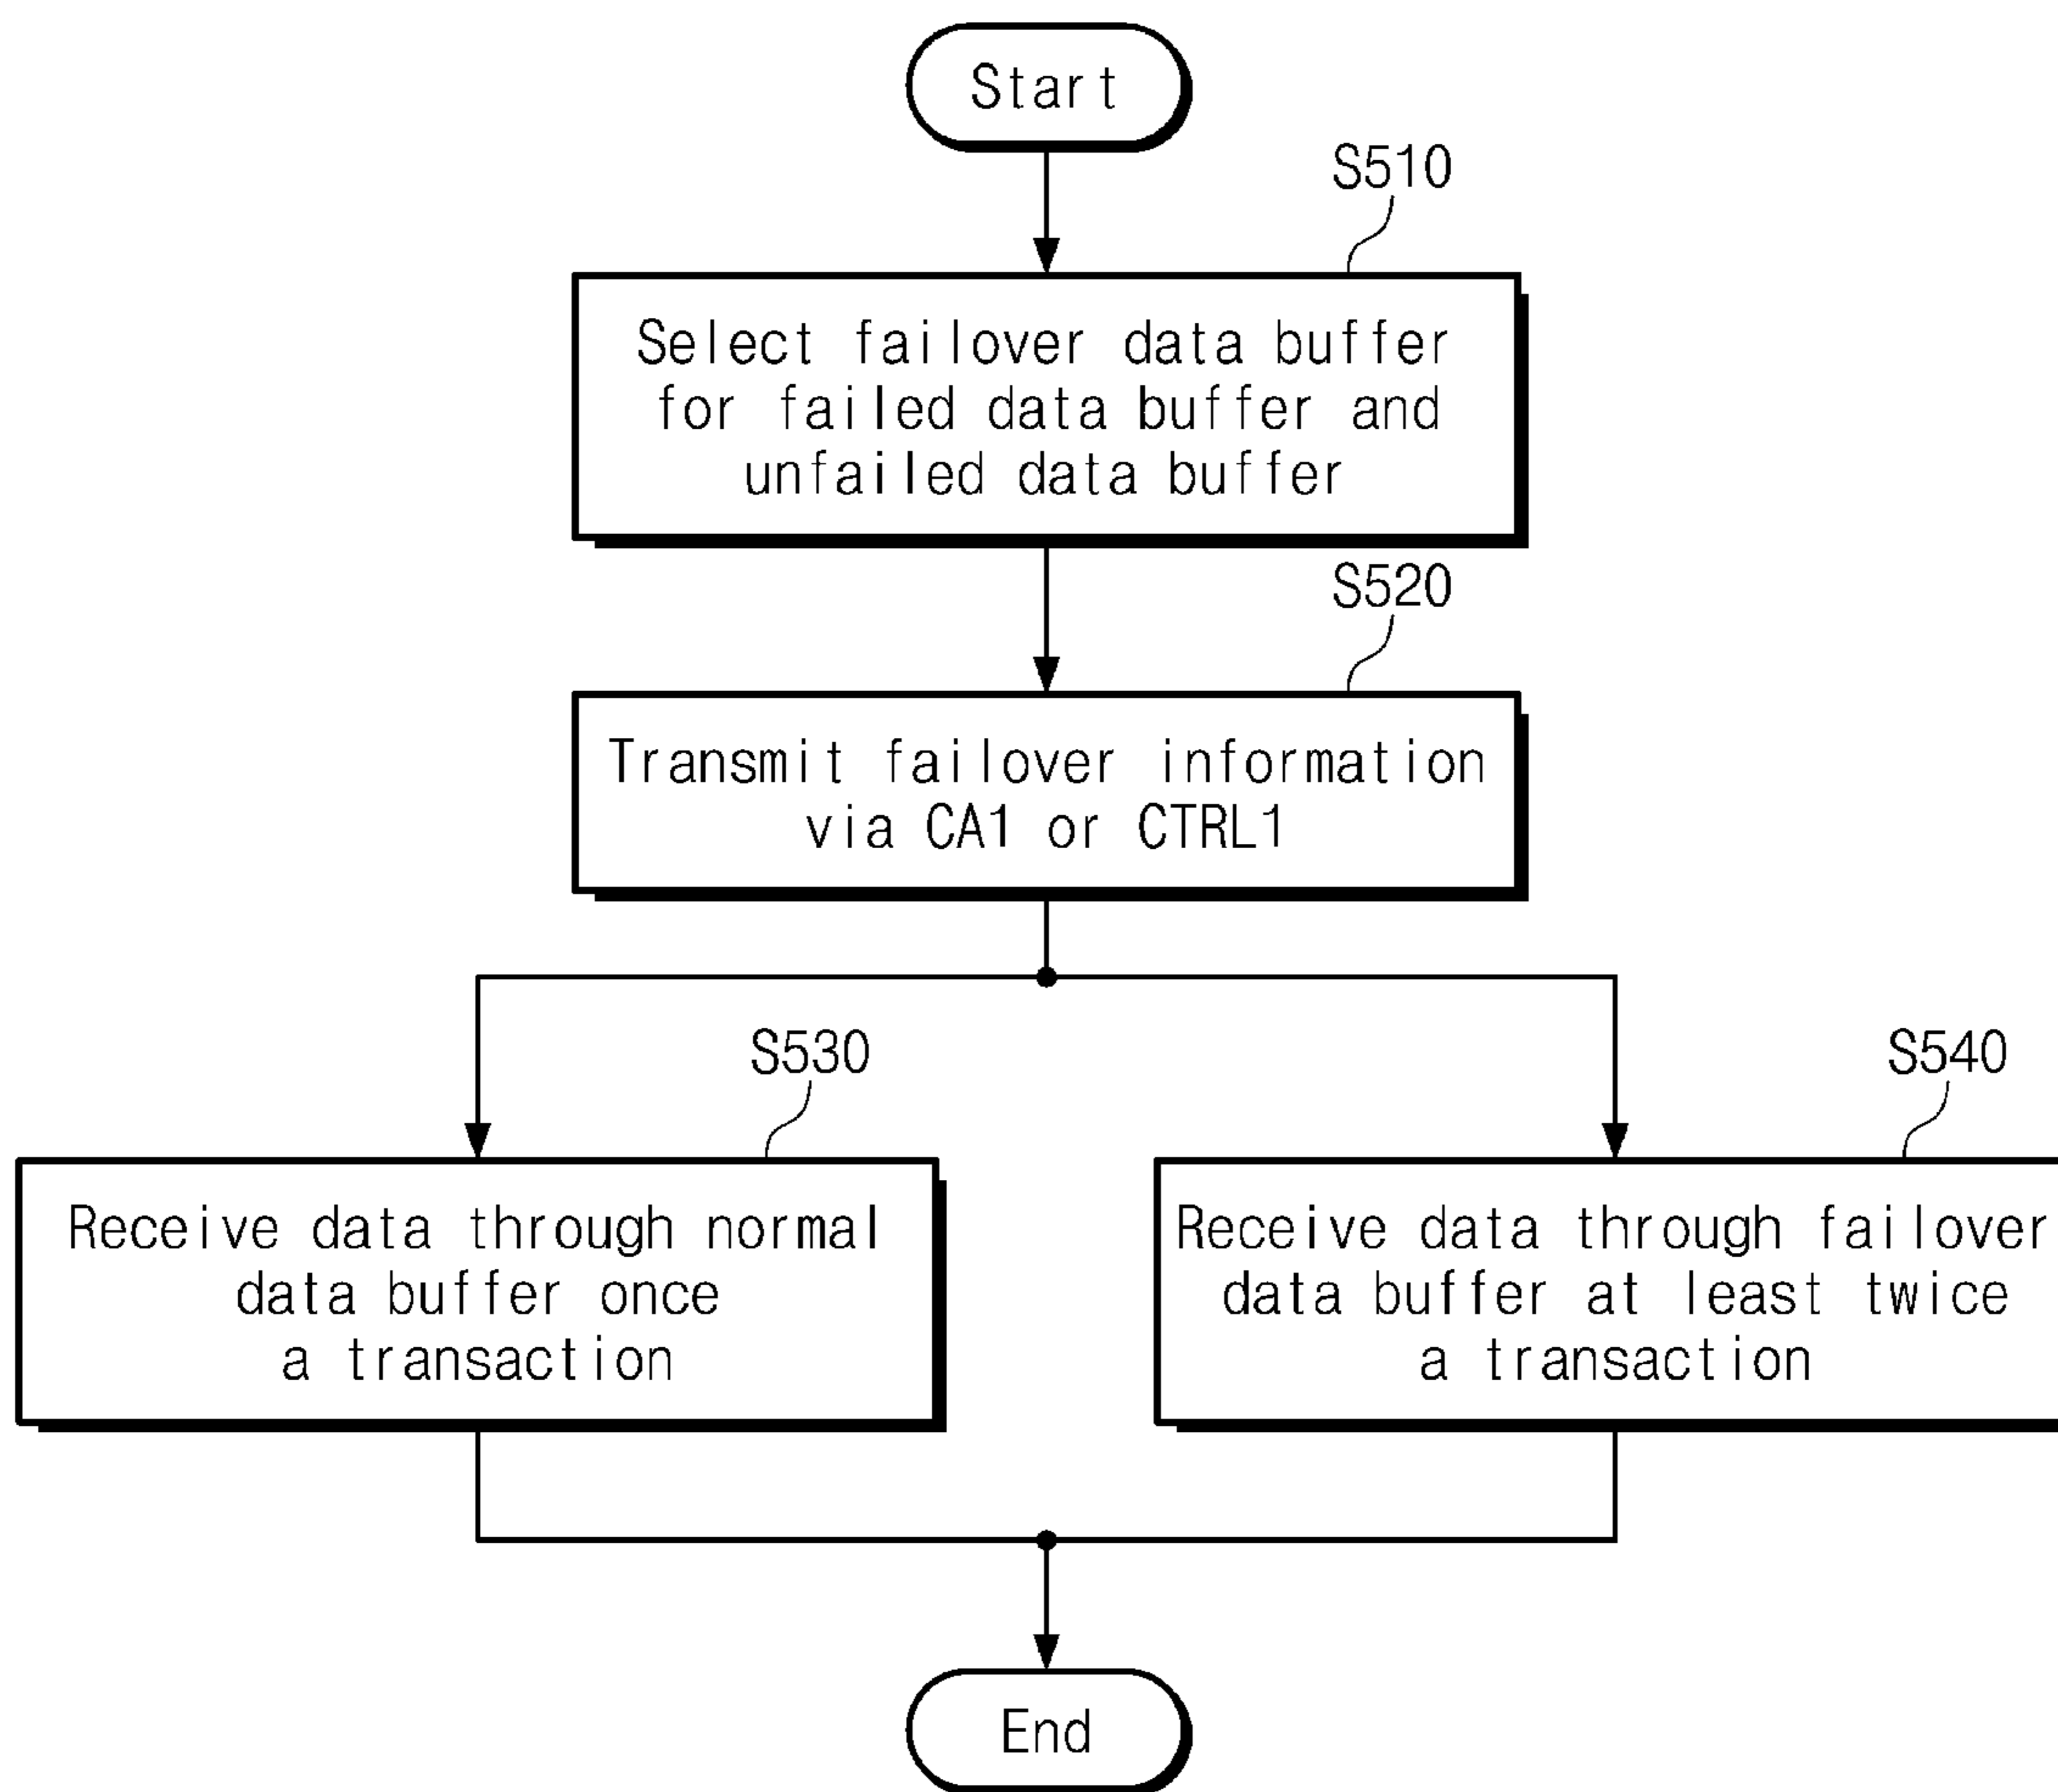 Start
S510
Select failover data buffer
for failed data buffer and
unfailed data buffer
S520
Transmit failover information
via CA1 or CTRL1
S530
Receive data through normal
data buffer once
a transaction
S540
Receive data through failover
data buffer at least twice
a transaction
End